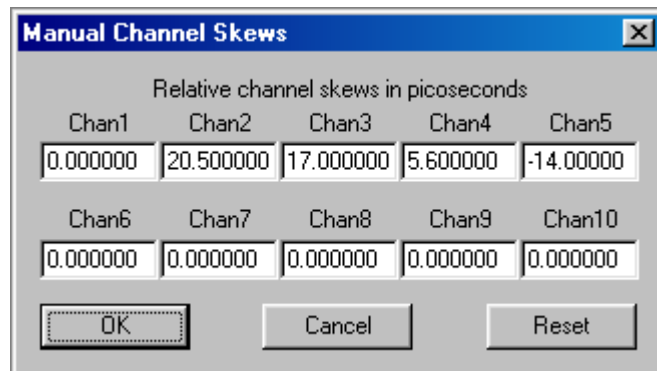 Manual Channel Skews
Relative channel skews in picoseconds
Chan1 Chan2 Chan3 Chan4 Chan5
0.000000 20.500000 17.000000 5.600000 -14.00000
Chan6 Chan7 Chan8 Chan9 Chan10
0.000000 0.000000 0.000000 0.000000 0.000000
OK Cancel Reset